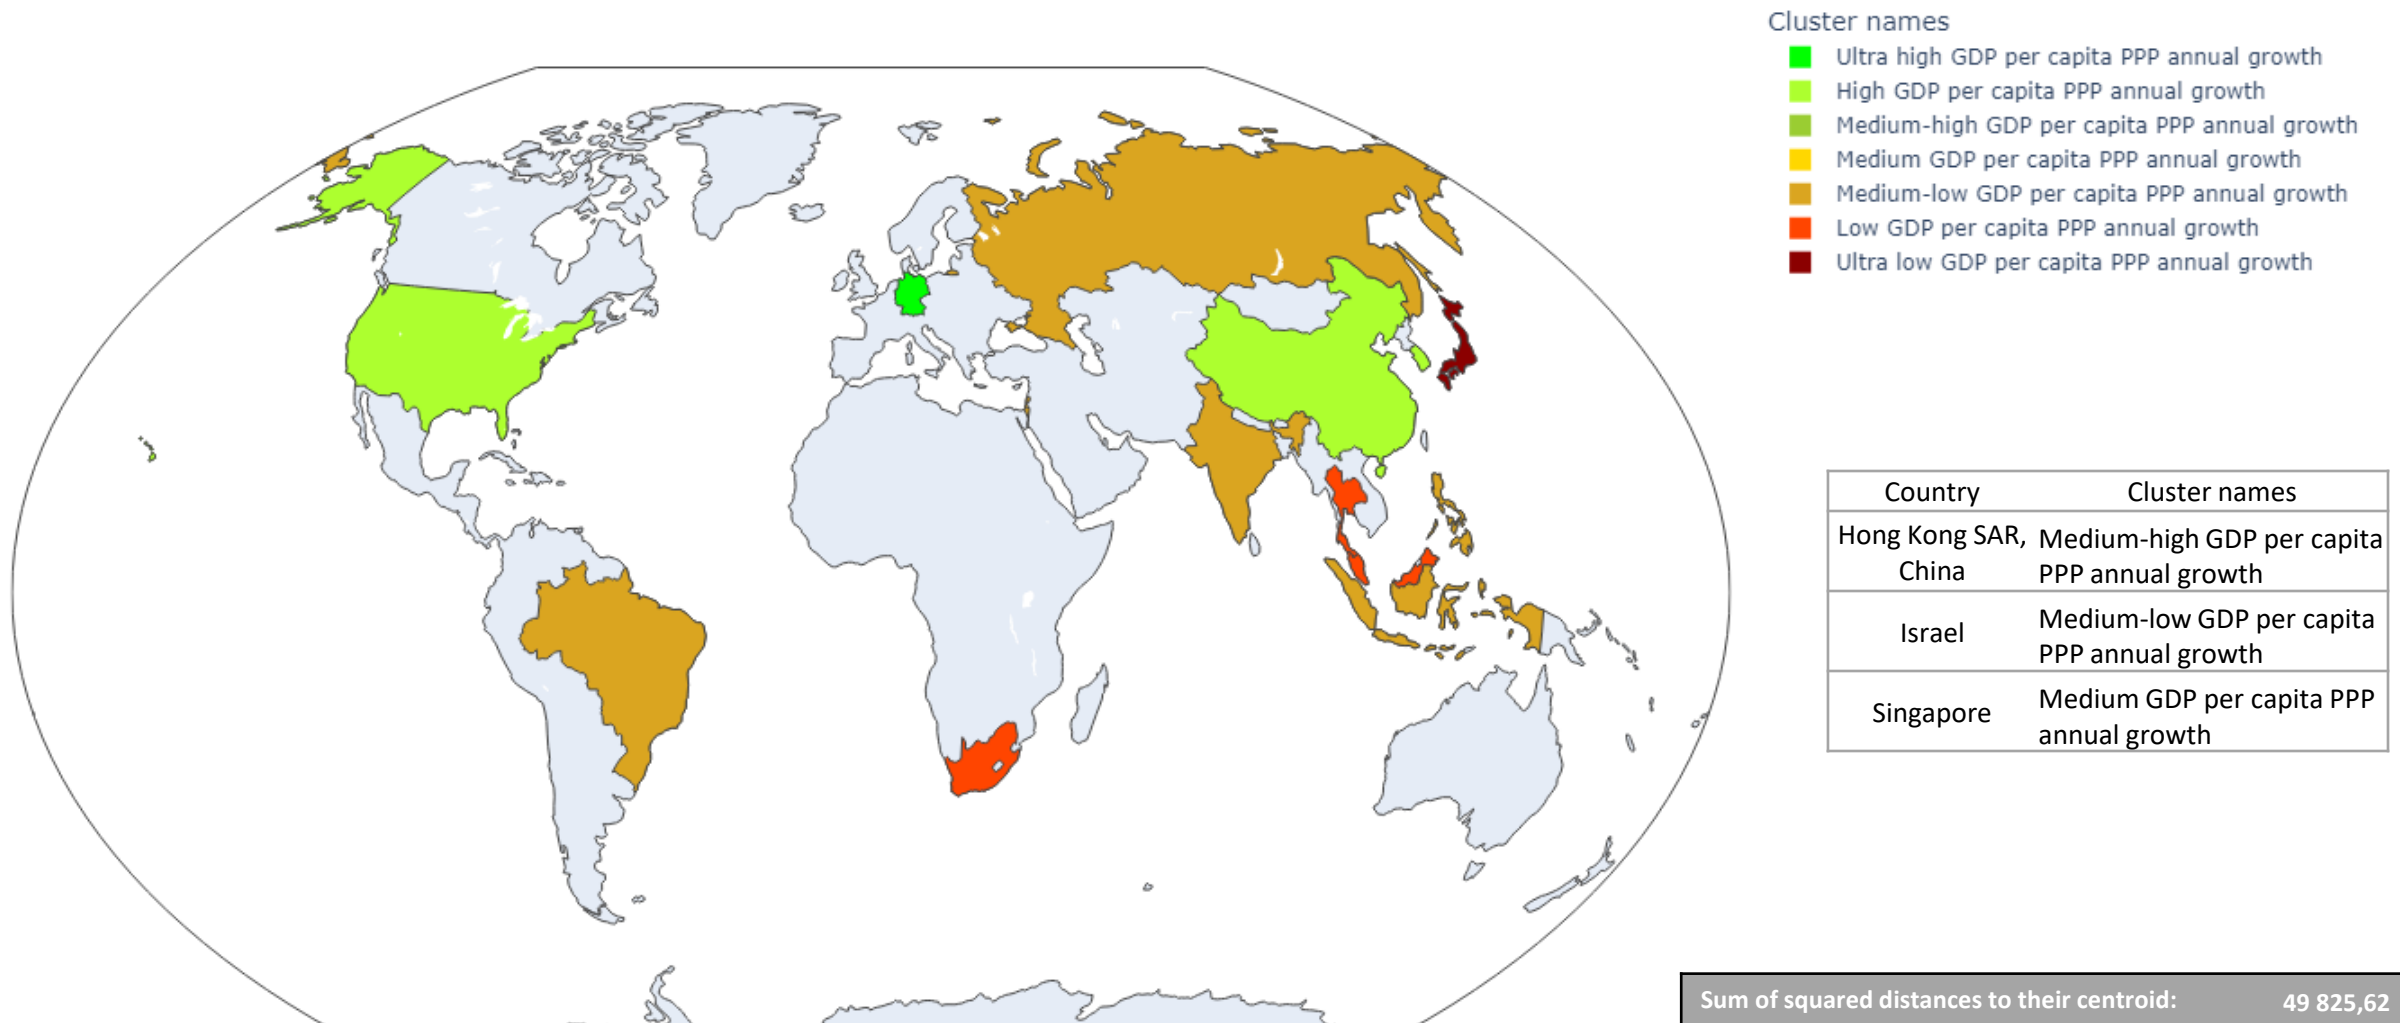 Cluster names
Ultra high GDP per capita PPP annual growth
High GDP per capita PPP annual growth
Medium-high GDP per capita PPP annual growth
Medium GDP per capita PPP annual growth
Medium-low GDP per capita PPP annual growth
Low GDP per capita PPP annual growth
Ultra low GDP per capita PPP annual growth
Country Cluster names
Hong Kong SAR, China Medium-high GDP per capita
PPP annual growth
Israel Medium-low GDP per capita
PPP annual growth
Singapore Medium GDP per capita PPP
annual growth
Sum of squared distances to their centroid: 49 825,62